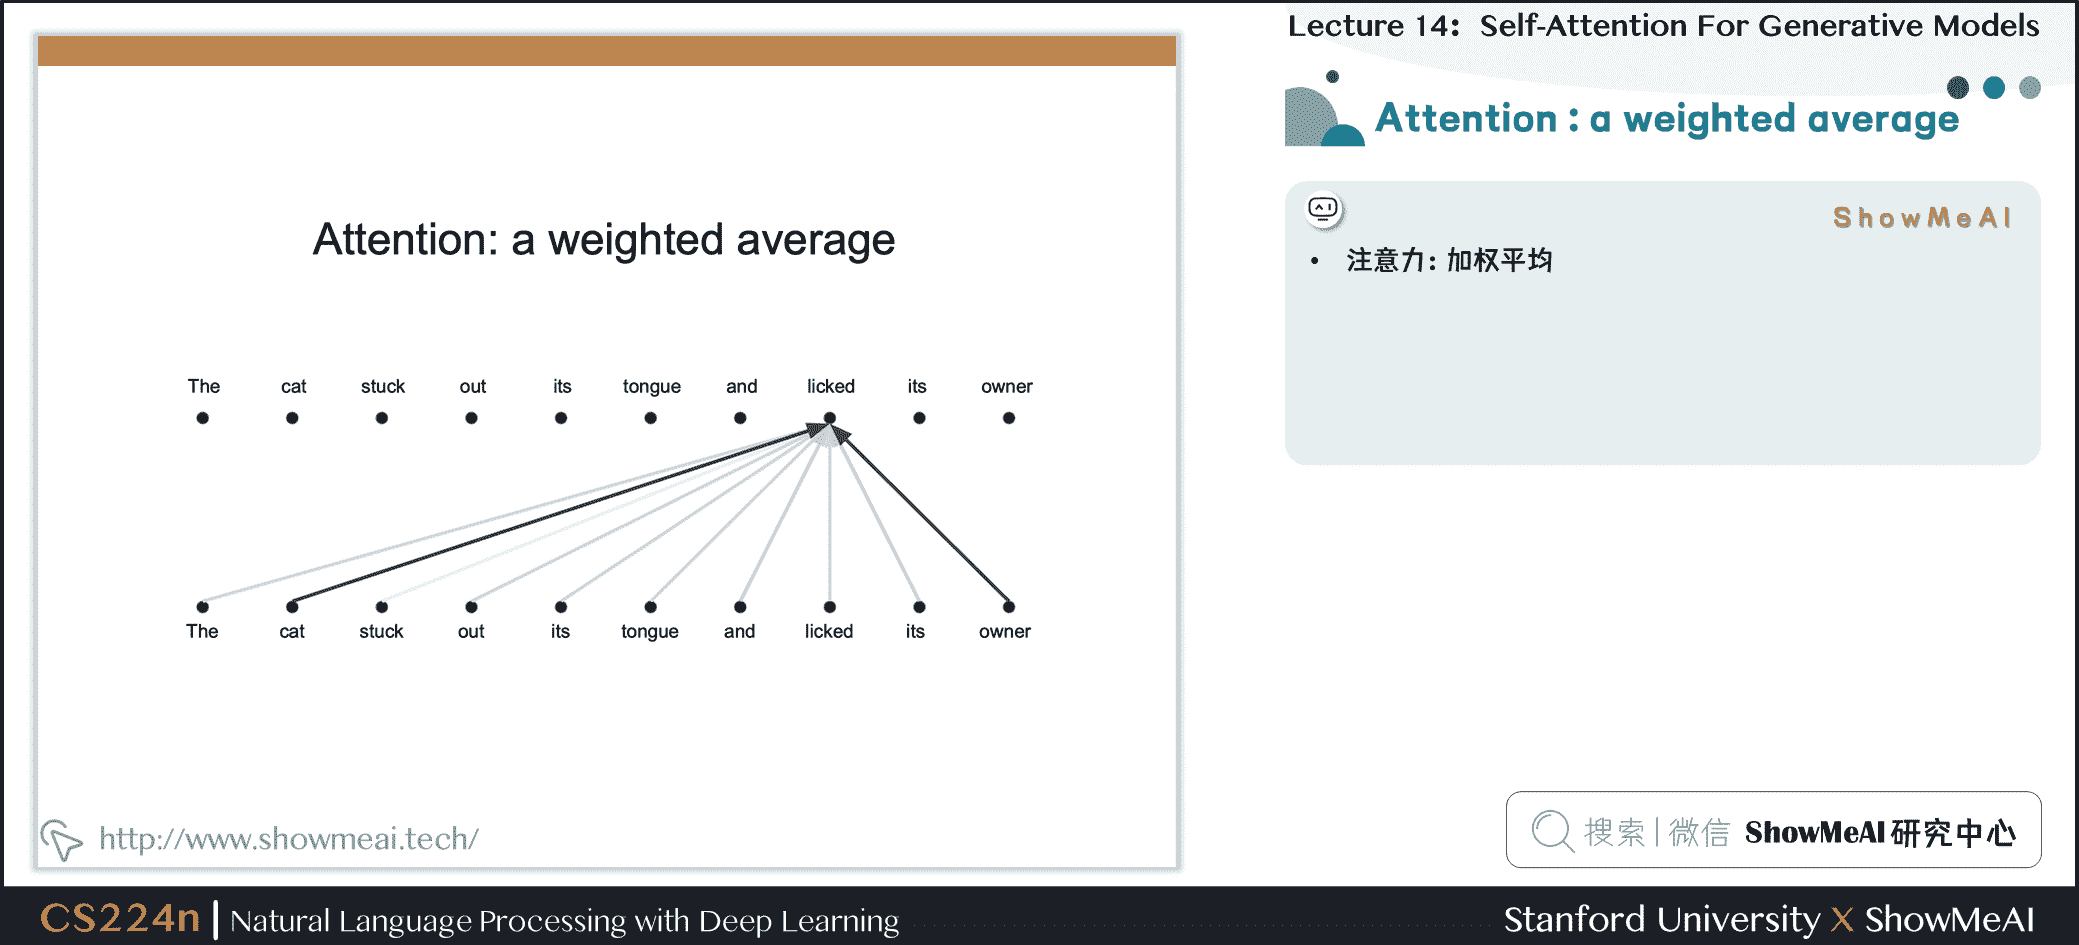 Lecture 14: Self-Attention For Generative Models
Attention : a weighted average
ShowMeAI
• 注意力: 加权平均
Attention: a weighted average
The cat stuck out its tongue and licked its owner
The cat stuck out its tongue and licked its owner
http://www.showmeai.tech/
搜索 | 微信 ShowMeAI 研究中心
CS224n | Natural Language Processing with Deep Learning
Stanford University X ShowMeAI